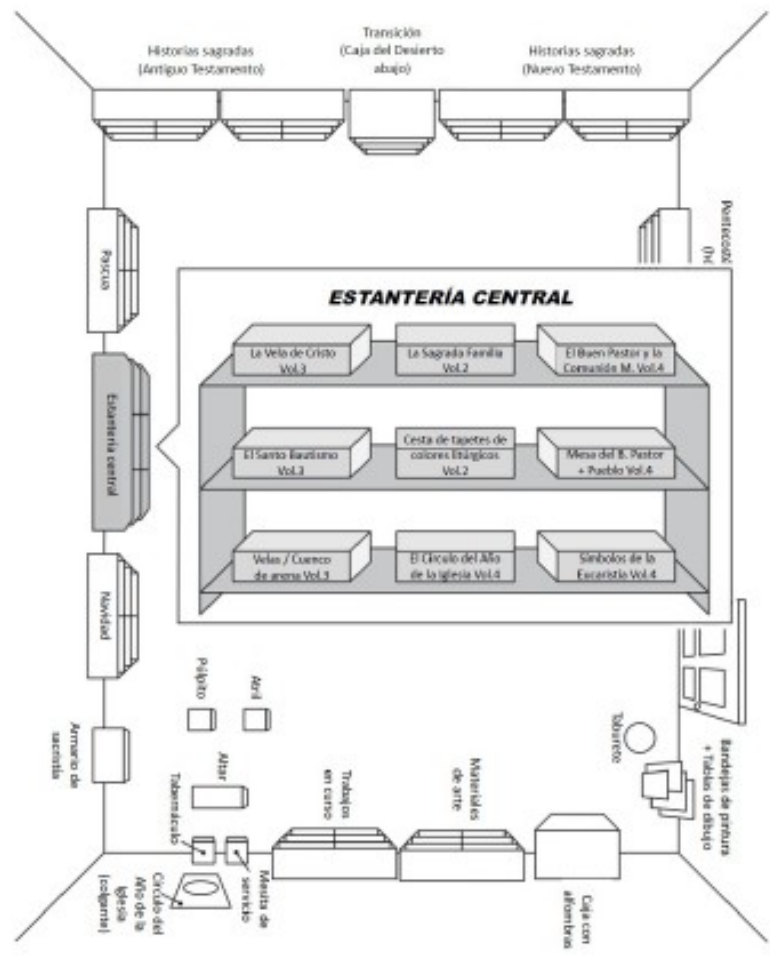 Historias sagradas
(Antiguo Testamento)
Transición
(Caja del Desierto
abajo)
Historias sagradas
(Nuevo Testamento)
Pascua
Pentecosté
(h
ESTANTERÍA CENTRAL
La Vela de Cristo
Vol.3
La Sagrada Familia
Vol.2
El Buen Pastor y la
Comunión M. Vol.4
Estantería central
El Santo Bautismo
Vol.3
Cesta de tapetes de
colores litúrgicos
Vol.2
Mesa del B. Pastor
+ Pueblo Vol.4
Velas / Cuenco
de arena Vol.3
El Círculo del Año
de la Iglesia Vol.4
Símbolos de la
Eucaristía Vol.4
Navidad
Púlpito
Atril
Armario de
sacristía
Altar
Tabernáculo
Trabajos
en curso
Materiales
de arte
Taburete
Bandejas de pintura
+ Tablas de dibujo
Círculo del
Año de la
Iglesia
(colgante)
Mesita de
servicio
Caja con
alfombras